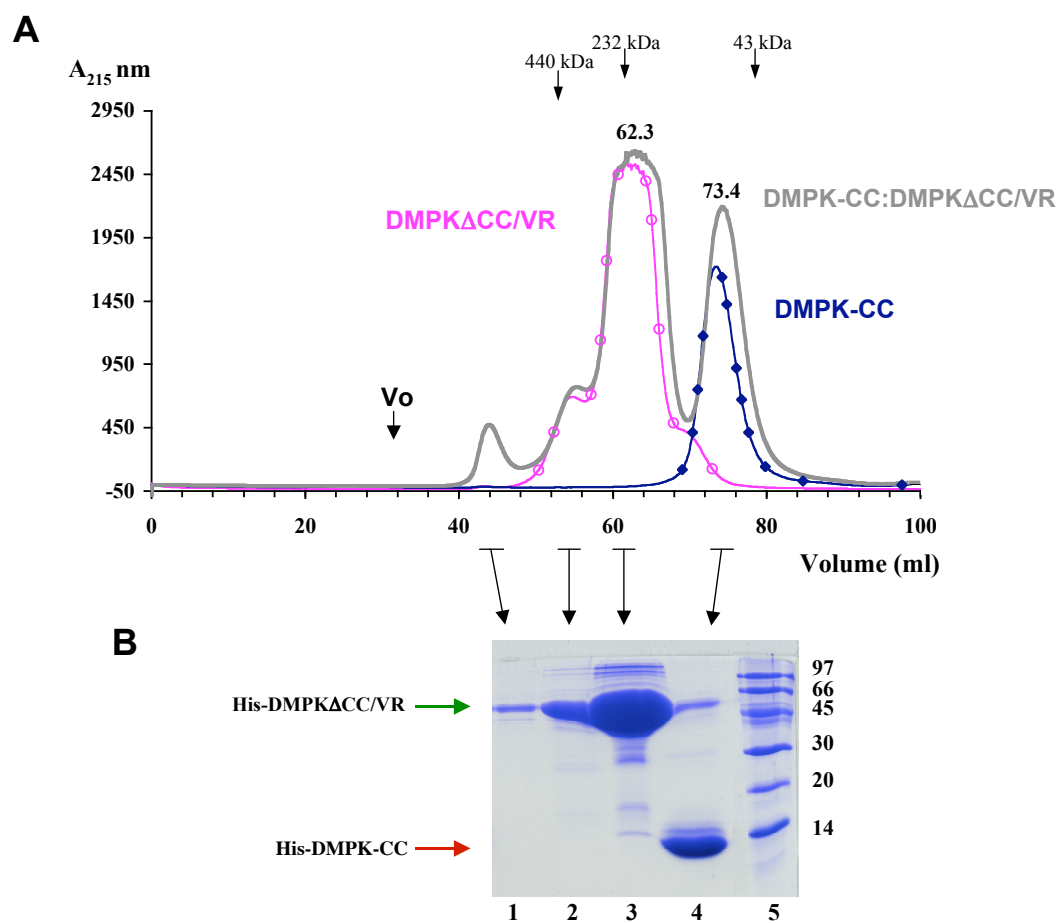 A
232 kDa
43 kDa
440 kDa
A215 nm
2950
62.3
2450
73.4
DMPK-CC:DMPKΔCC/VR
DMPKΔCC/VR
1950
1450
DMPK-CC
950
Vo
450
-50
0 20 40 60 80 100
Volume (ml)
B
97
66
His-DMPKΔCC/VR
45
30
20
14
His-DMPK-CC
1 2 3 4 5